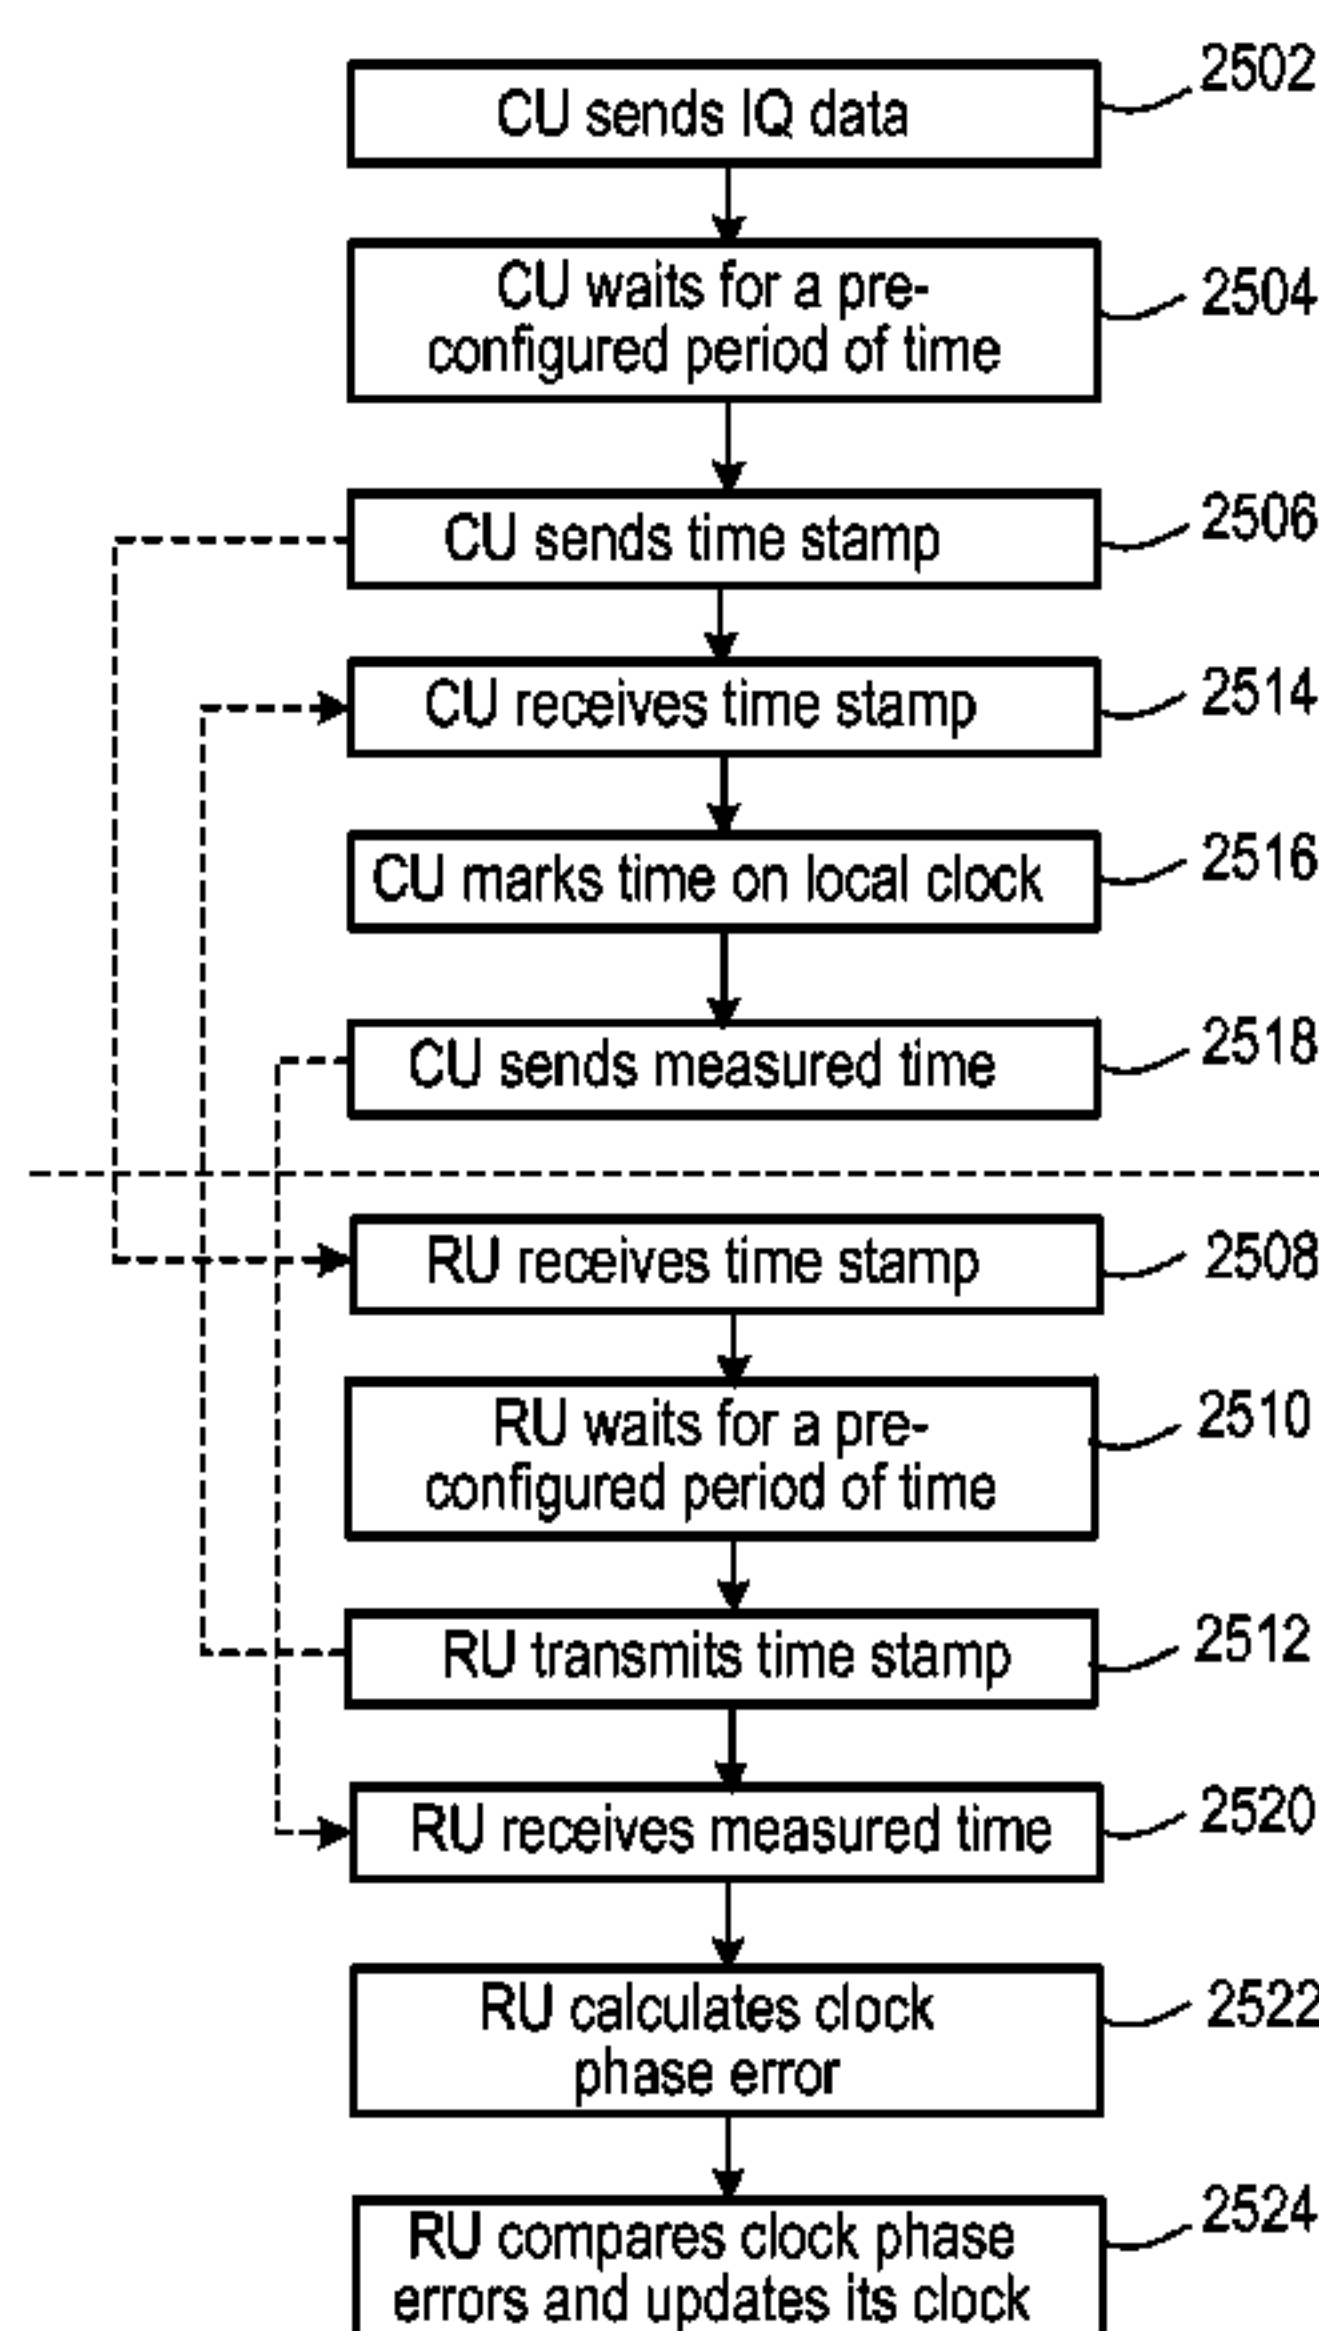 2502
CU sends IQ data
CU waits for a pre-
configured period of time
2504
CU sends time stamp
2506
CU receives time stamp
2514
CU marks time on local clock
2516
CU sends measured time
2518
RU receives time stamp
2508
RU waits for a pre-
configured period of time
2510
RU transmits time stamp
2512
RU receives measured time
2520
RU calculates clock
phase error
2522
RU compares clock phase
errors and updates its clock
2524